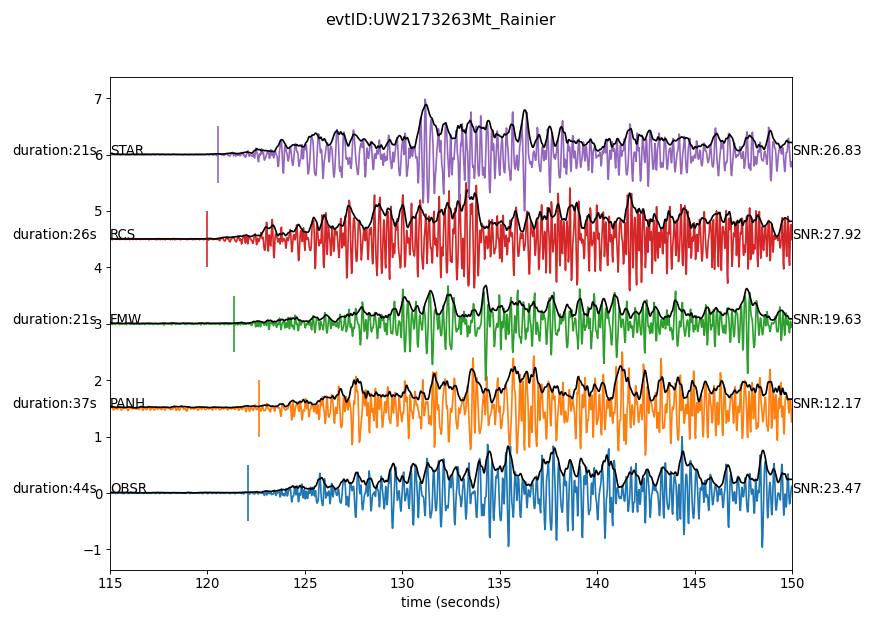 evtID:UW2173263Mt_Rainier
7
duration:21s 6 STAR SNR:26.83
5
duration:26s RCS SNR:27.92
4
duration:21s 3 FMW SNR:19.63
2
duration:37s PANH SNR:12.17
1
duration:44s 0 OBSR SNR:23.47
−1
115 120 125 130 135 140 145 150
time (seconds)